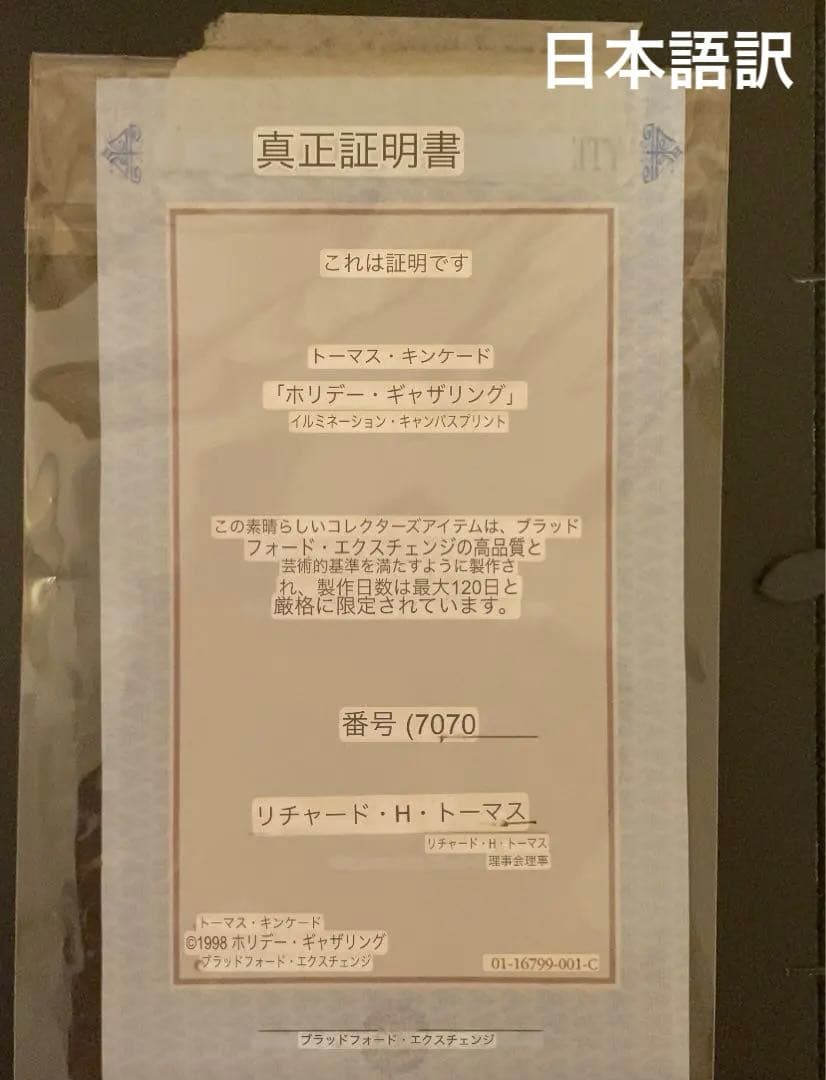 日本語訳
真正証明書
これは証明です
トーマス・キンケード
「ホリデー・ギャザリング」
イルミネーション・キャンバスプリント
この素晴らしいコレクターズアイテムは、ブラッド
フォード・エクスチェンジの高品質と
芸術的基準を満たすように製作さ
れ、製作日数は最大120日と
厳格に限定されています。
番号 (7070
リチャード・H・トーマス
リチャード・H・トーマス
理事会理事
トーマス・キンケード
©1998 ホリデー・ギャザリング
ブラッドフォード・エクスチェンジ
01-16799-001-C
ブラッドフォード・エクスチェンジ